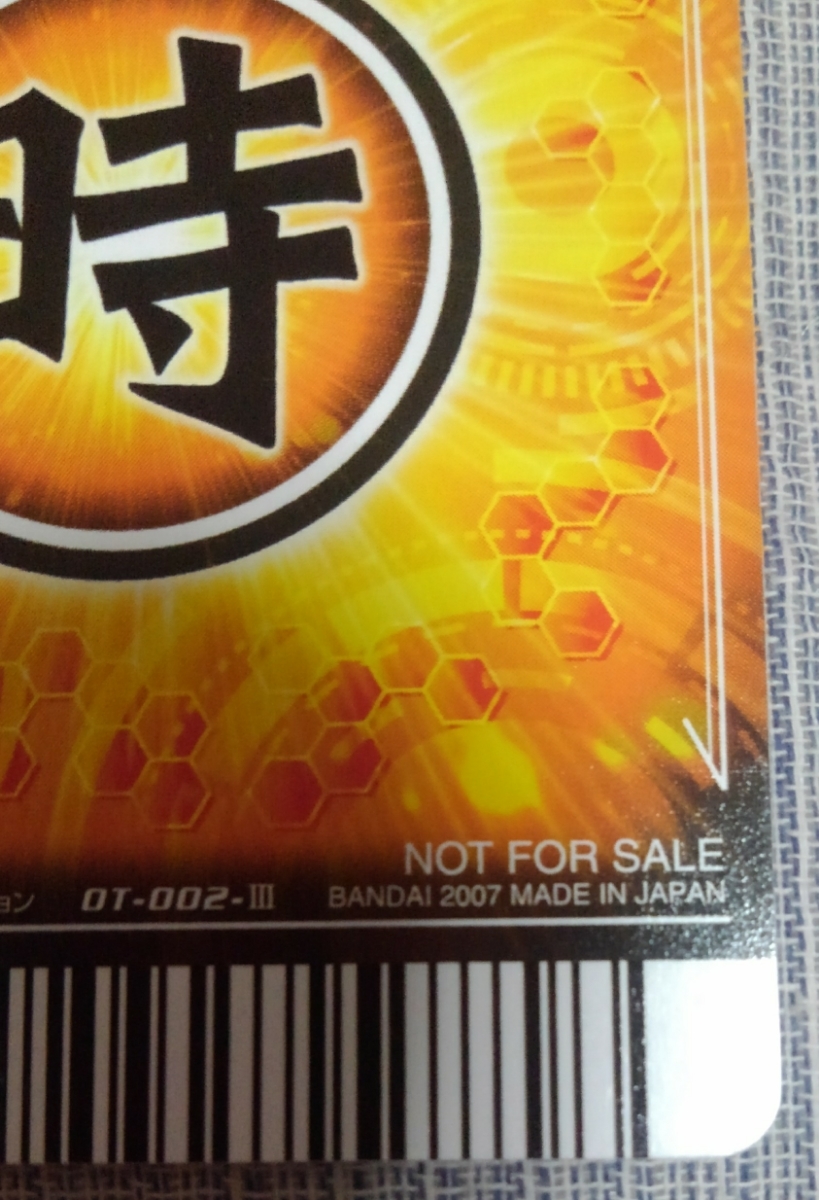 時
NOT FOR SALE
ョン OT-002-III BANDAI 2007 MADE IN JAPAN